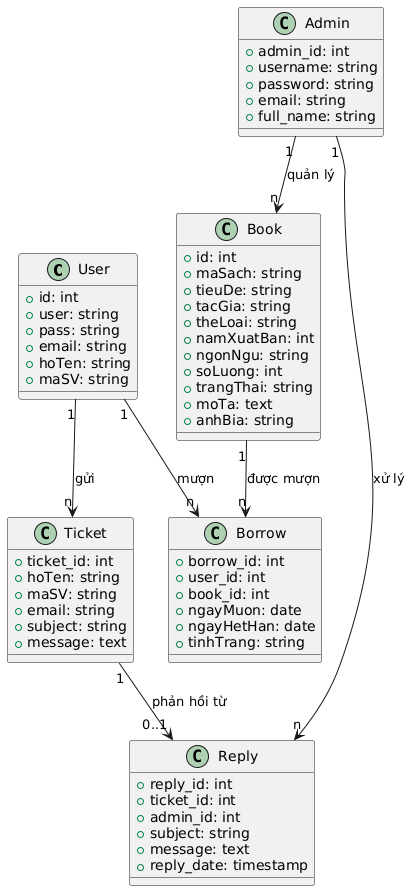 C Admin
+ admin_id: int
+ username: string
+ password: string
+ email: string
+ full_name: string
1
1
quản lý
n
C Book
+ id: int
+ maSach: string
+ tieuDe: string
+ tacGia: string
+ theLoai: string
+ namXuatBan: int
+ ngonNgu: string
+ soLuong: int
+ trangThai: string
+ moTa: text
+ anhBia: string
C User
+ id: int
+ user: string
+ pass: string
+ email: string
+ hoTen: string
+ maSV: string
1
1
1
gửi
mượn
được mượn
xử lý
n
n
n
C Ticket
+ ticket_id: int
+ hoTen: string
+ maSV: string
+ email: string
+ subject: string
+ message: text
C Borrow
+ borrow_id: int
+ user_id: int
+ book_id: int
+ ngayMuon: date
+ ngayHetHan: date
+ tinhTrang: string
1
phản hồi từ
0..1
n
C Reply
+ reply_id: int
+ ticket_id: int
+ admin_id: int
+ subject: string
+ message: text
+ reply_date: timestamp